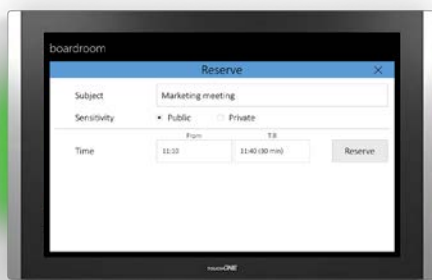 boardroom
Reserve
Subject Marketing meeting
Sensitivity Public Private
From Till
Time 11:10 11:40 (30 min) Reserve